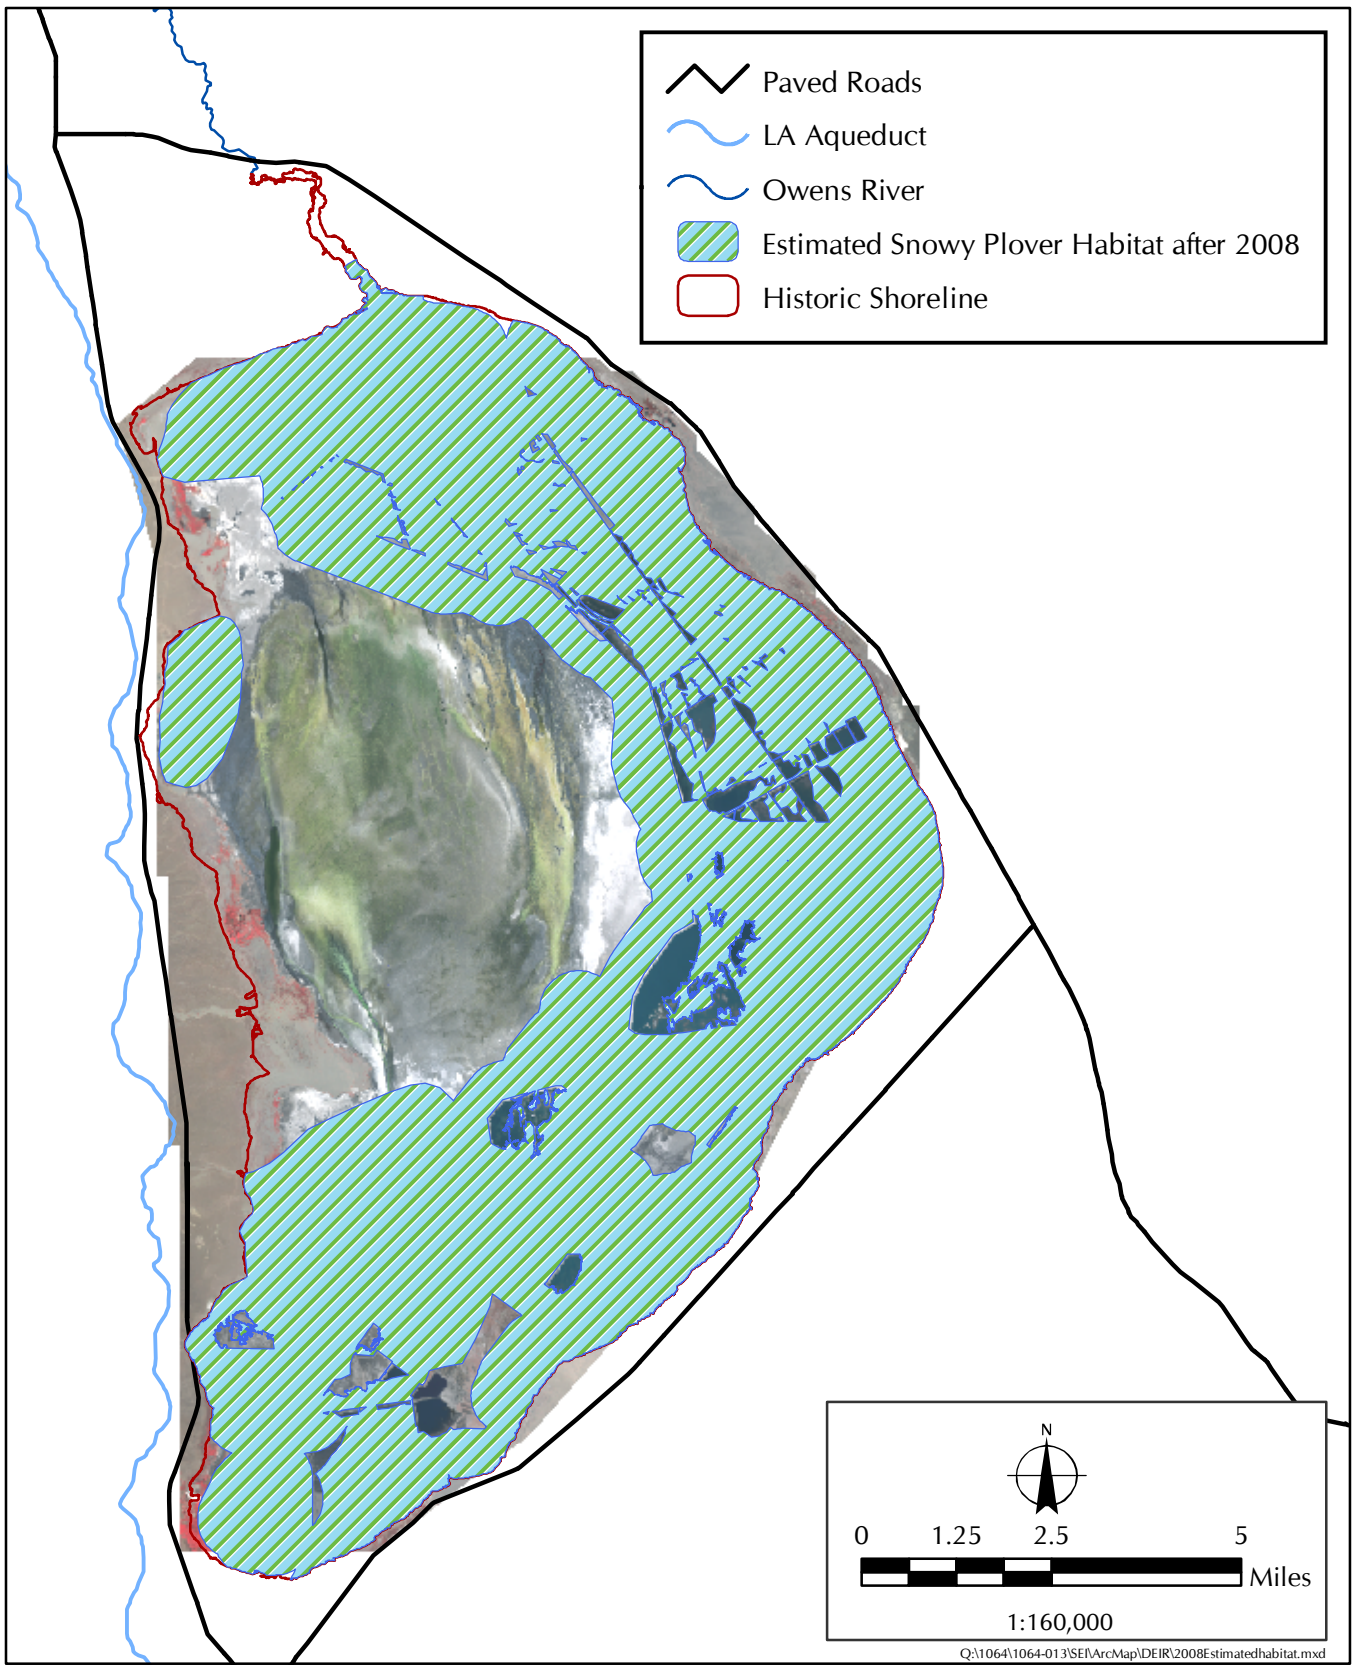 Paved Roads
LA Aqueduct
Owens River
Estimated Snowy Plover Habitat after 2008
Historic Shoreline
N
0 1.25 2.5 5
Miles
1:160,000
Q:\1064\1064-013\SEI\ArcMap\DEIR\2008Estimatedhabitat.mxd